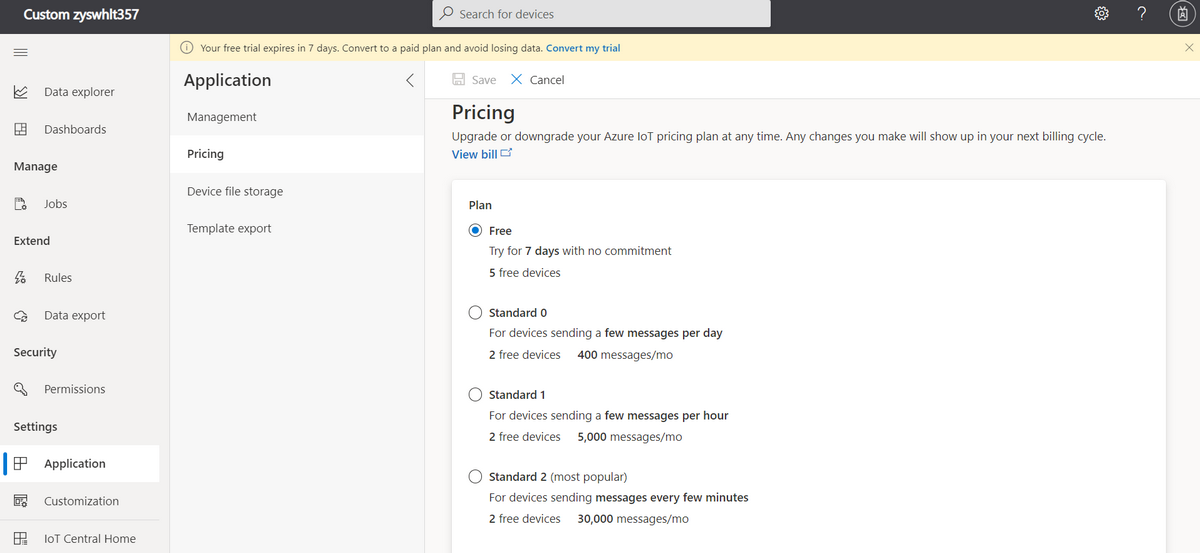 Custom zyswhlt357
Search for devices
?
Your free trial expires in 7 days. Convert to a paid plan and avoid losing data. Convert my trial
Data explorer
Dashboards
Manage
Jobs
Extend
Rules
Data export
Security
Permissions
Settings
Application
Customization
IoT Central Home
Application
Management
Pricing
Device file storage
Template export
Save Cancel
Pricing
Upgrade or downgrade your Azure IoT pricing plan at any time. Any changes you make will show up in your next billing cycle.
View bill
Plan
Free
Try for 7 days with no commitment
5 free devices
Standard 0
For devices sending a few messages per day
2 free devices 400 messages/mo
Standard 1
For devices sending a few messages per hour
2 free devices 5,000 messages/mo
Standard 2 (most popular)
For devices sending messages every few minutes
2 free devices 30,000 messages/mo